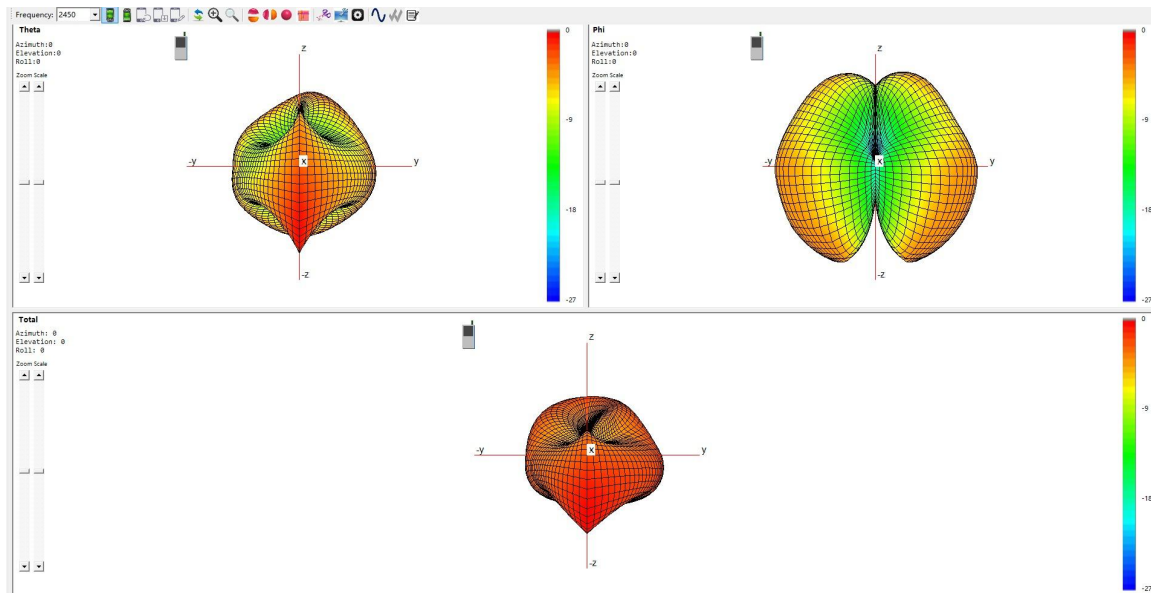 Frequency: 2450
Theta
Azimuth:0
Elevation:0
Roll:0
Zoom Scale
z
-y
x
y
-z
0
-9
-18
-27
Phi
Azimuth:0
Elevation:0
Roll:0
Zoom Scale
z
-y
x
y
-z
0
-9
-18
-27
Total
Azimuth: 0
Elevation: 0
Roll: 0
Zoom Scale
z
-y
x
y
-z
0
-9
-18
-27